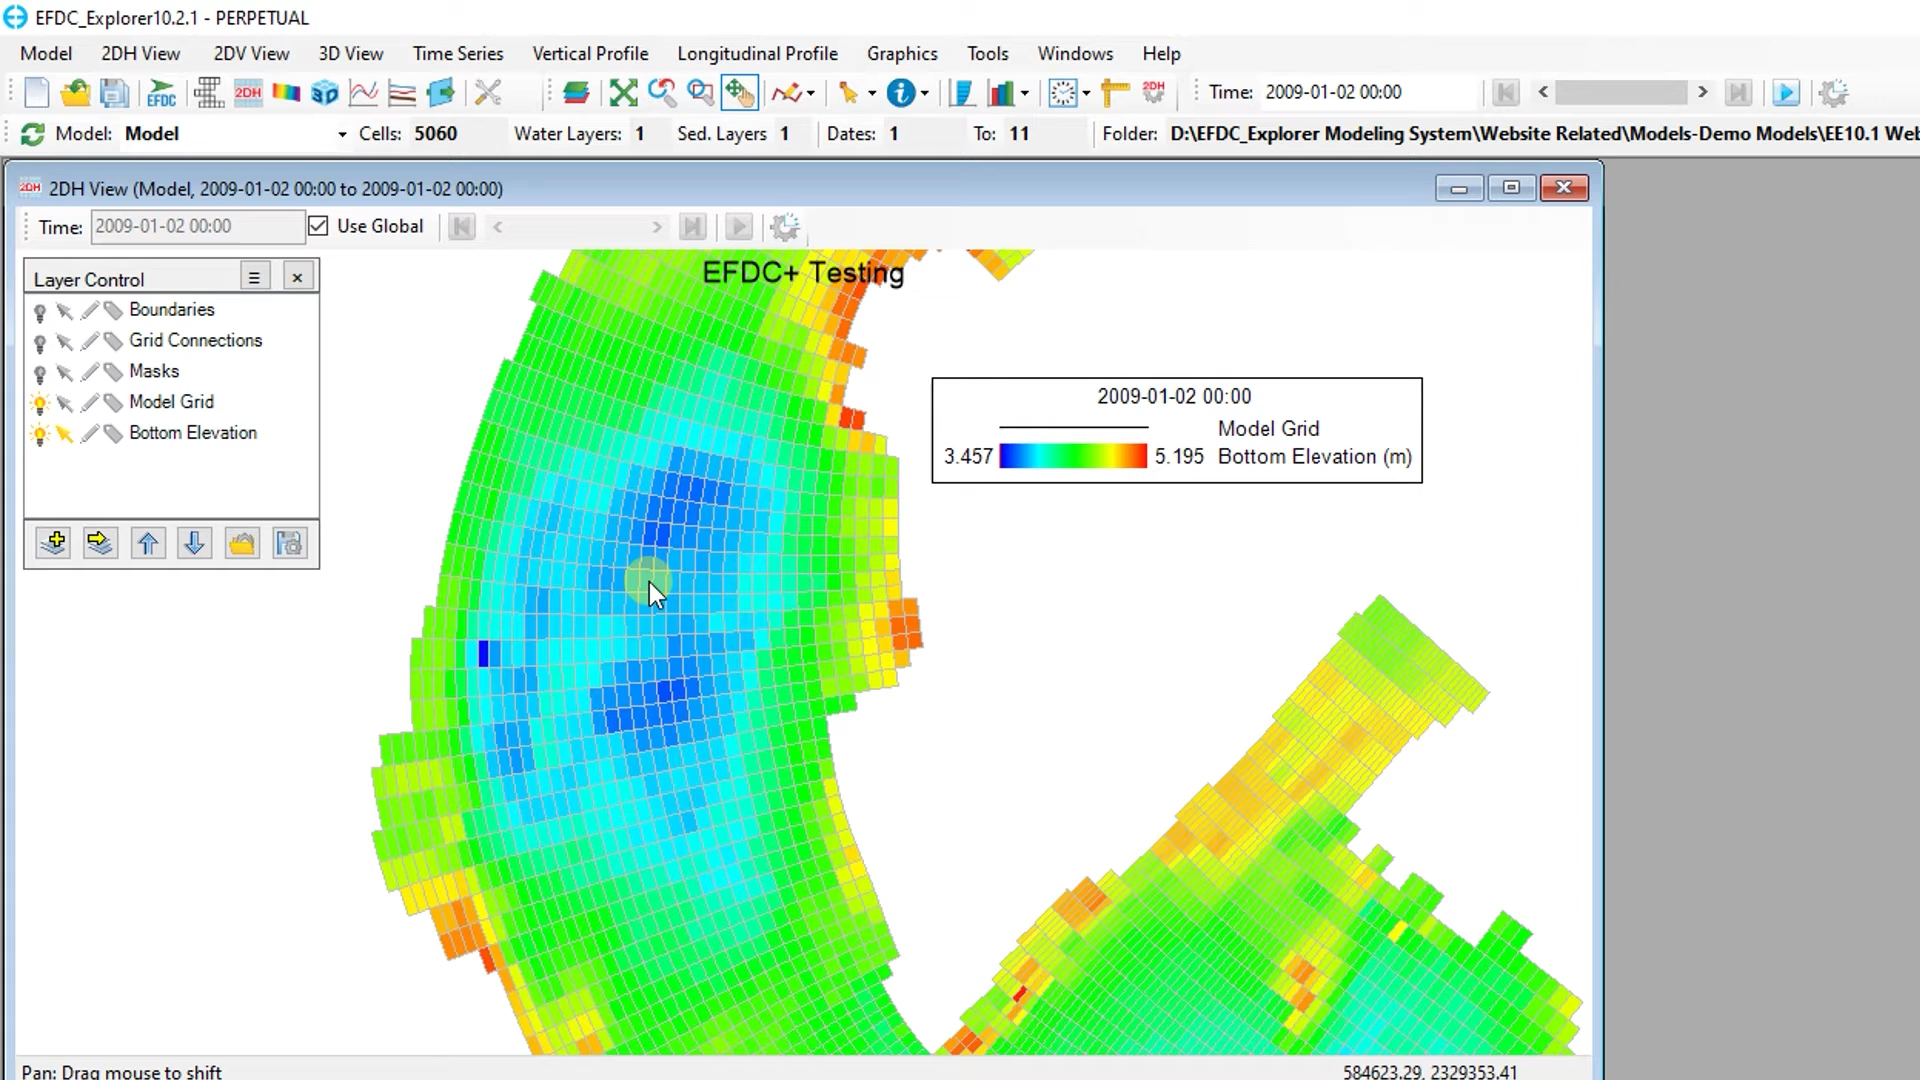 EFDC_Explorer10.2.1 - PERPETUAL
Model 2DH View 2DV View 3D View Time Series Vertical Profile Longitudinal Profile Graphics Tools Windows Help
EFDC 2DH 3D 2DH Time: 2009-01-02 00:00
Model: Model Cells: 5060 Water Layers: 1 Sed. Layers 1 Dates: 1 To: 11 Folder: D:\EFDC_Explorer Modeling System\Website Related\Models-Demo Models\EE10.1 Web
2DH 2DH View (Model, 2009-01-02 00:00 to 2009-01-02 00:00)
Time: 2009-01-02 00:00 Use Global
Layer Control
Boundaries
Grid Connections
Masks
Model Grid
Bottom Elevation
EFDC+ Testing
2009-01-02 00:00
Model Grid
3.457 5.195 Bottom Elevation (m)
Pan: Drag mouse to shift 584623.29, 2329353.41